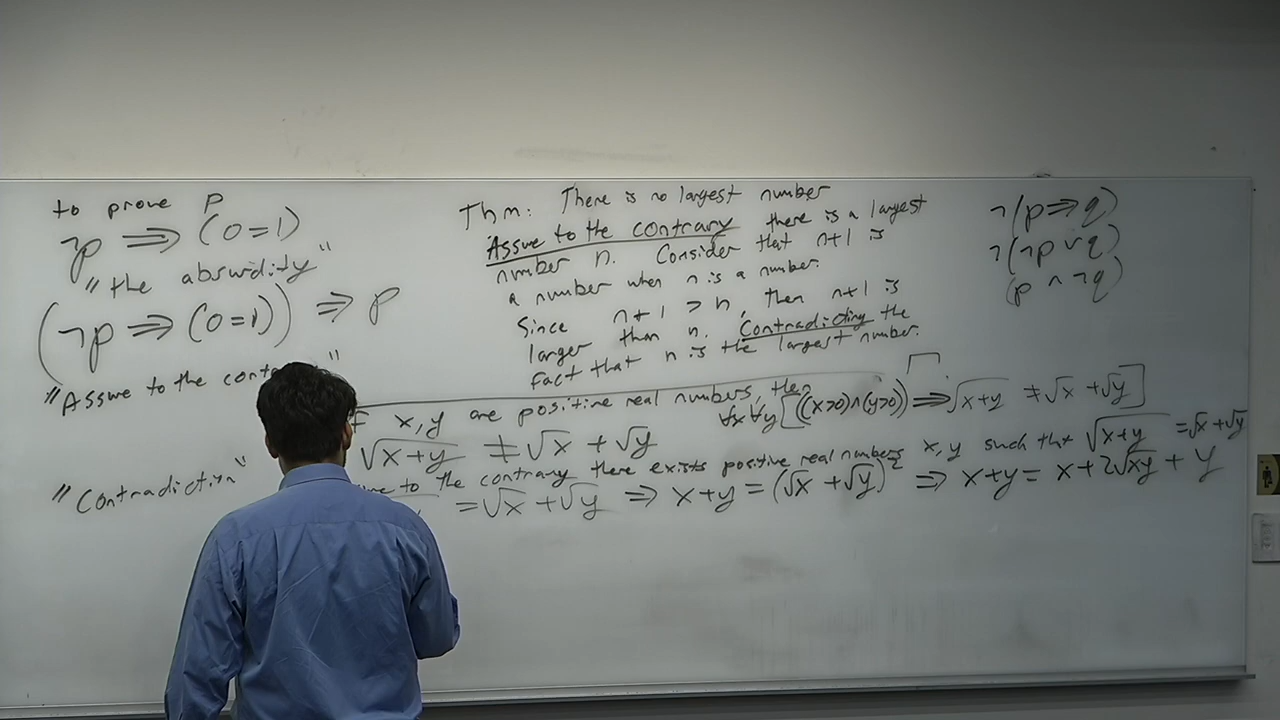 to prove P
¬p ⟹ (0=1)
"the absurdity"
(¬p ⟹ (0=1)) ⟹ p
"Assume to the
"Contradiction"
Thm: There is no largest number
Assume to the contrary there is a largest
number n. Consider that n+1 is
a number when n is a number.
Since n+1 > n, then n+1 is
larger than n. Contradicting the
fact that n is the largest number.
¬(p ⟹ q)
¬(¬p ∨ q)
(p ∧ ¬q)
If x, y are positive real numbers, then
√x+y ≠ √x + √y
∀x ∀y [((x>0)∧(y>0)) ⟹ √x+y ≠ √x + √y]
to the contrary there exists positive real numbers x, y such that √x+y = √x + √y
= √x + √y ⟹ x+y = (√x + √y)² ⟹ x+y = x + 2√xy + y